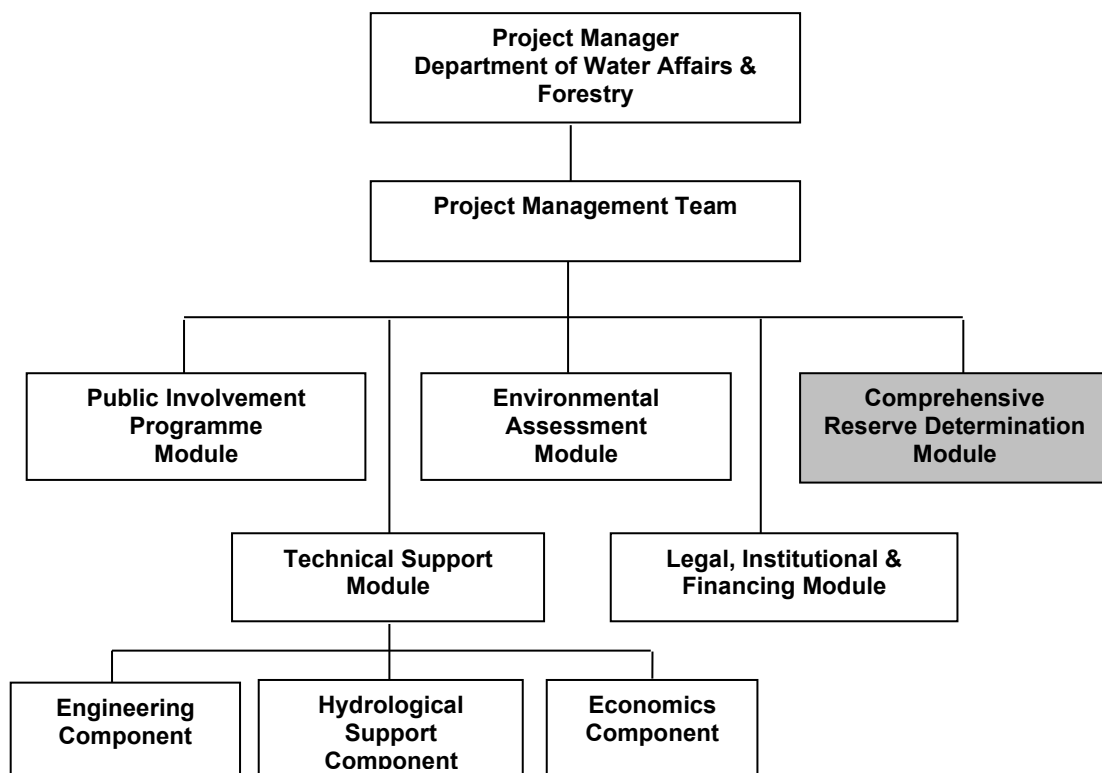 Project Manager
Department of Water Affairs &
Forestry
Project Management Team
Public Involvement
Programme
Module
Environmental
Assessment
Module
Comprehensive
Reserve Determination
Module
Technical Support
Module
Legal, Institutional &
Financing Module
Engineering
Component
Hydrological
Support
Component
Economics
Component